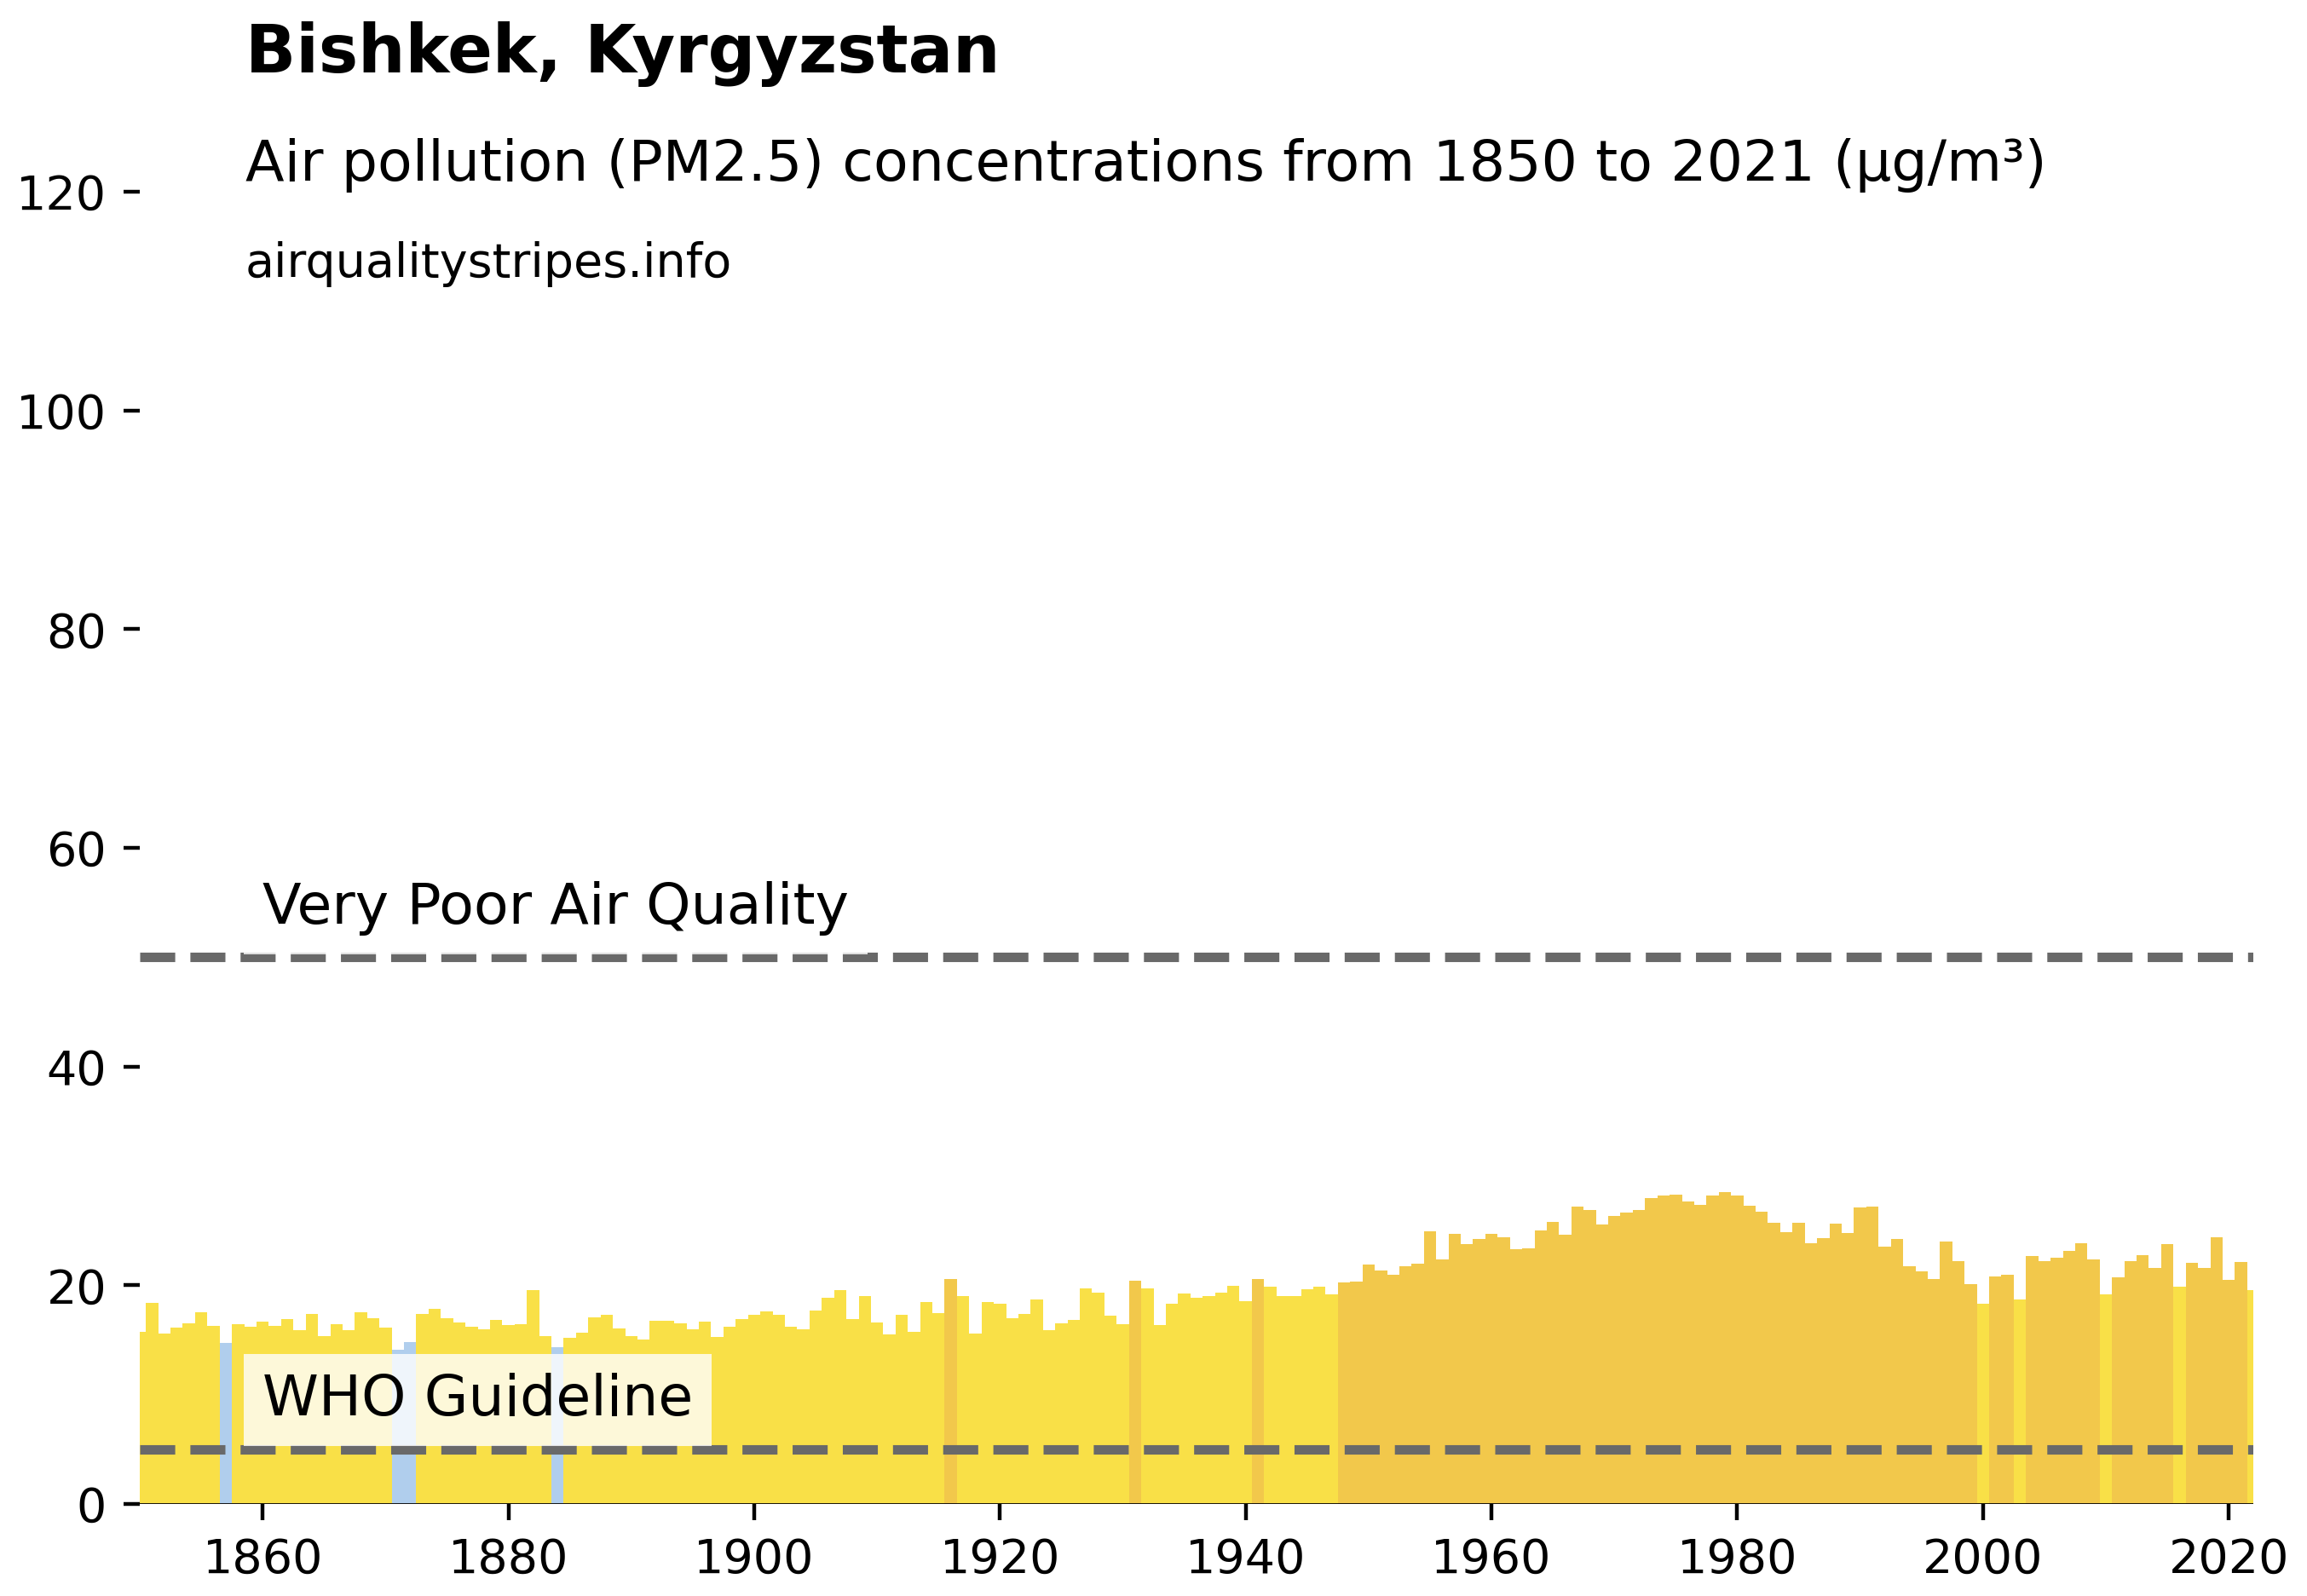 Bishkek, Kyrgyzstan
Air pollution (PM2.5) concentrations from 1850 to 2021 (µg/m³)
airqualitystripes.info
120
100
80
60
Very Poor Air Quality
40
20
WHO Guideline
0
1860 1880 1900 1920 1940 1960 1980 2000 2020